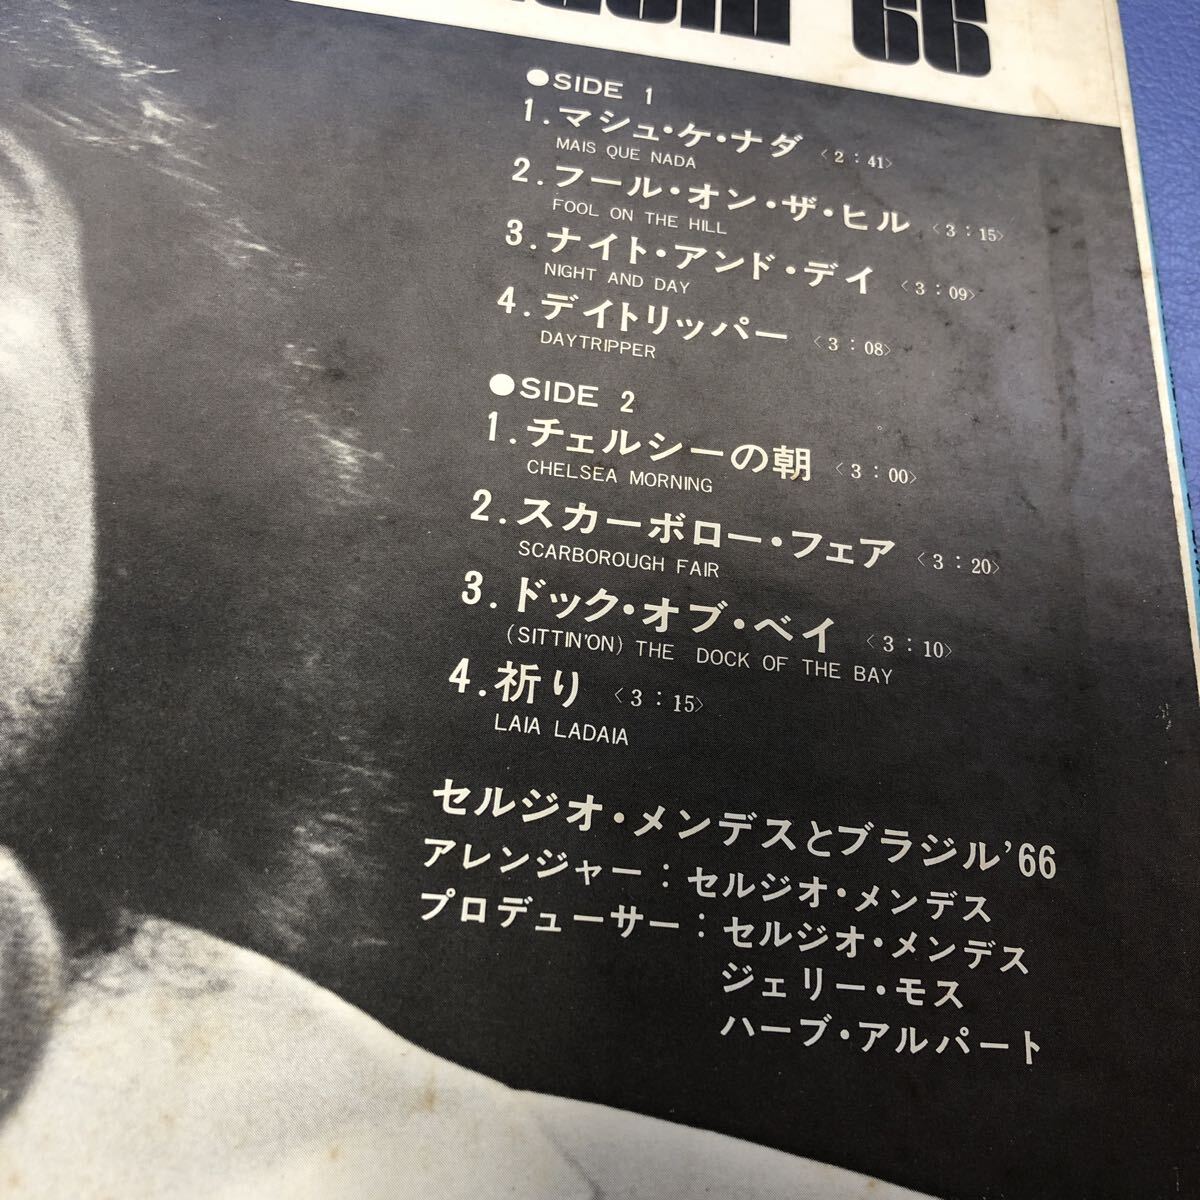 '66
●SIDE 1
1.マシュ・ケ・ナダ 〈2:41〉
MAIS QUE NADA
2.フール・オン・ザ・ヒル 〈3:15〉
FOOL ON THE HILL
3.ナイト・アンド・デイ 〈3:09〉
NIGHT AND DAY
4.デイトリッパー 〈3:08〉
DAYTRIPPER
●SIDE 2
1.チェルシーの朝 〈3:00〉
CHELSEA MORNING
2.スカーボロー・フェア 〈3:20〉
SCARBOROUGH FAIR
3.ドック・オブ・ベイ 〈3:10〉
(SITTIN'ON) THE DOCK OF THE BAY
4.祈り 〈3:15〉
LAIA LADAIA
セルジオ・メンデスとブラジル'66
アレンジャー:セルジオ・メンデス
プロデューサー:セルジオ・メンデス
ジェリー・モス
ハーブ・アルパート